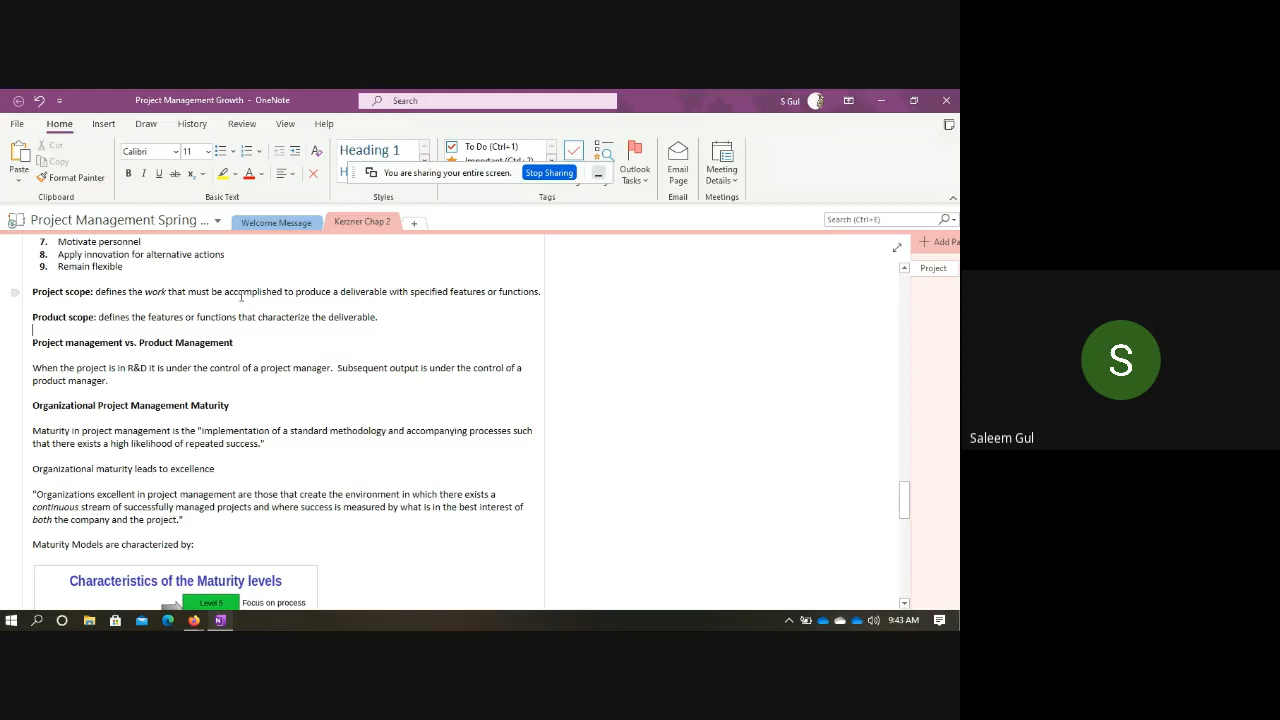 Project Management Growth - OneNote
Search
S Gul
File Home Insert Draw History Review View Help
Paste
Cut
Copy
Format Painter
Clipboard
Calibri 11
B I U ab x A
Basic Text
Heading 1
H
Styles
To Do (Ctrl+1)
Important (Ctrl+2)
You are sharing your entire screen. Stop Sharing
Tags
Outlook Tasks
Email Page
Email
Meeting Details
Meetings
Project Management Spring ... Welcome Message Kerzner Chap 2 +
Search (Ctrl+E)
Add Pa
Project
7. Motivate personnel
8. Apply innovation for alternative actions
9. Remain flexible
Project scope: defines the work that must be accomplished to produce a deliverable with specified features or functions.
Product scope: defines the features or functions that characterize the deliverable.
Project management vs. Product Management
When the project is in R&D it is under the control of a project manager. Subsequent output is under the control of a
product manager.
Organizational Project Management Maturity
Maturity in project management is the "implementation of a standard methodology and accompanying processes such
that there exists a high likelihood of repeated success."
Organizational maturity leads to excellence
"Organizations excellent in project management are those that create the environment in which there exists a
continuous stream of successfully managed projects and where success is measured by what is in the best interest of
both the company and the project."
Maturity Models are characterized by:
Characteristics of the Maturity levels
Level 5 Focus on process
9:43 AM
S
Saleem Gul